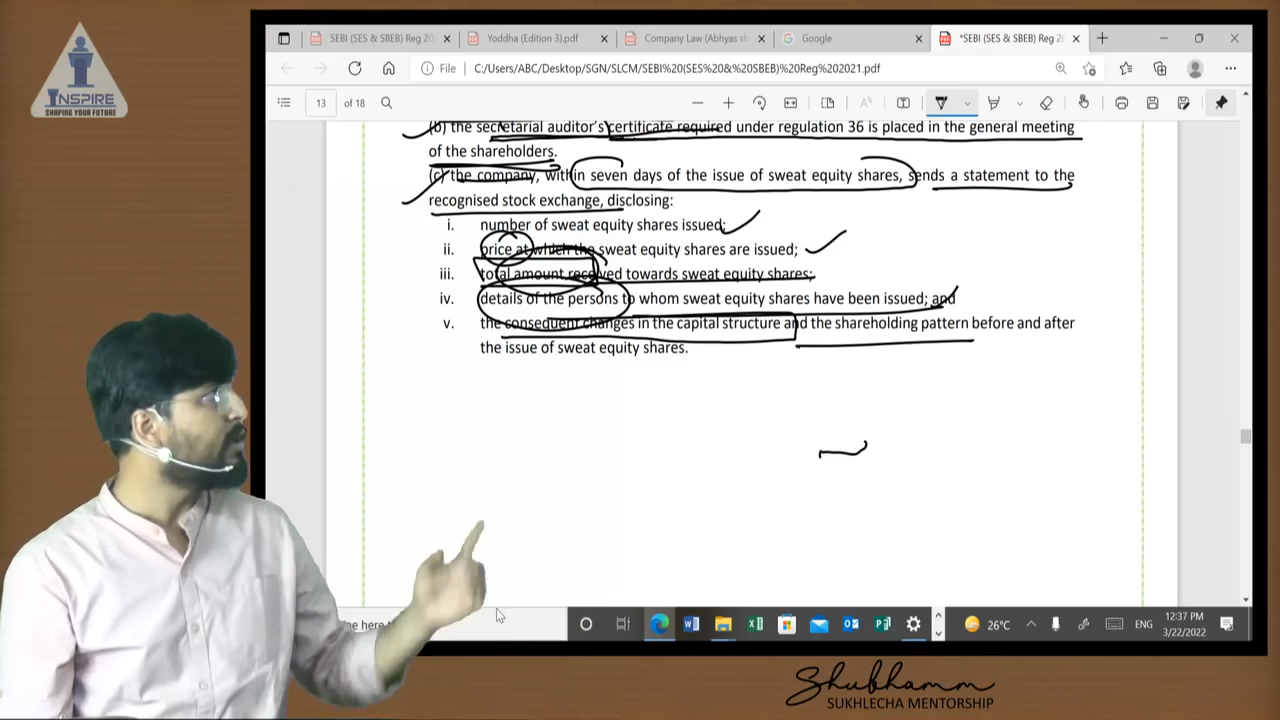 INSPIRE
SHAPING YOUR FUTURE
SEBI (SES & SBEB) Reg 20
Yoddha (Edition 3).pdf
Company Law (Abhyas sh
Google
*SEBI (SES & SBEB) Reg 2
File
C:/Users/ABC/Desktop/SGN/SLCM/SEBI%20(SES%20&%20SBEB)%20Reg%202021.pdf
13 of 18
(b) the secretarial auditor's certificate required under regulation 36 is placed in the general meeting
of the shareholders.
(c) the company, within seven days of the issue of sweat equity shares, sends a statement to the
recognised stock exchange, disclosing:
i. number of sweat equity shares issued;
ii. price at which the sweat equity shares are issued;
iii. total amount received towards sweat equity shares;
iv. details of the persons to whom sweat equity shares have been issued; and
v. the consequent changes in the capital structure and the shareholding pattern before and after
the issue of sweat equity shares.
pe here t
26°C
ENG
12:37 PM
3/22/2022
Shubhamm
SUKHLECHA MENTORSHIP